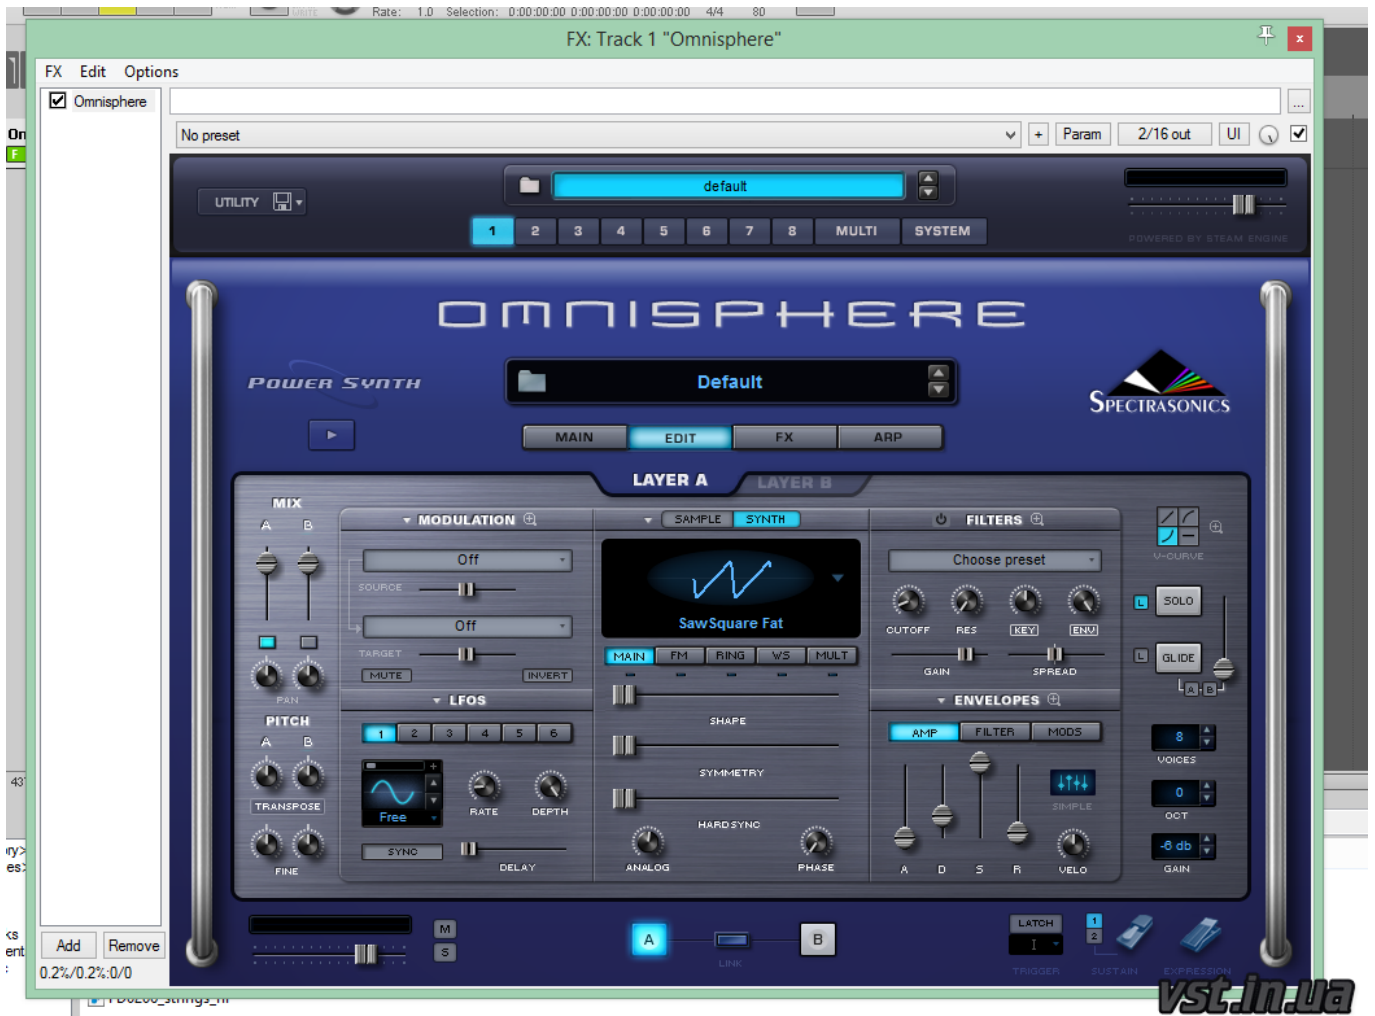 Rate: 1.0 Selection: 0:00:00:00 0:00:00:00 0:00:00:00 4/4 80
FX: Track 1 "Omnisphere"
x
FX Edit Options
Omnisphere
...
No preset + Param 2/16 out UI
F
UTILITY
default
1 2 3 4 5 6 7 8 MULTI SYSTEM
POWERED BY STEAM ENGINE
OMNISPHERE
POWER SYNTH
Default
SPECTRASONICS
MAIN EDIT FX ARP
LAYER A LAYER B
MIX
A B
MODULATION
SAMPLE SYNTH
FILTERS
V-CURVE
Off
Choose preset
SOURCE
L SOLO
SawSquare Fat
Off
CUTOFF RES KEY ENV
TARGET
MAIN FM RING WS MULT
L GLIDE
MUTE INVERT
GAIN SPREAD
A B
PAN
LFOS
ENVELOPES
PITCH
A B
SHAPE
1 2 3 4 5 6
AMP FILTER MODS
8
VOICES
SYMMETRY
437
TRANSPOSE
Free
RATE DEPTH
SIMPLE
0
OCT
HARD SYNC
SYNC
-6 db
DELAY
ANALOG PHASE
FINE
A D S R VELO
GAIN
M
S
A B
LINK
LATCH
I
TRIGGER
1
2
SUSTAIN
EXPRESSION
Add Remove
0.2%/0.2%:0/0
vst.in.ua